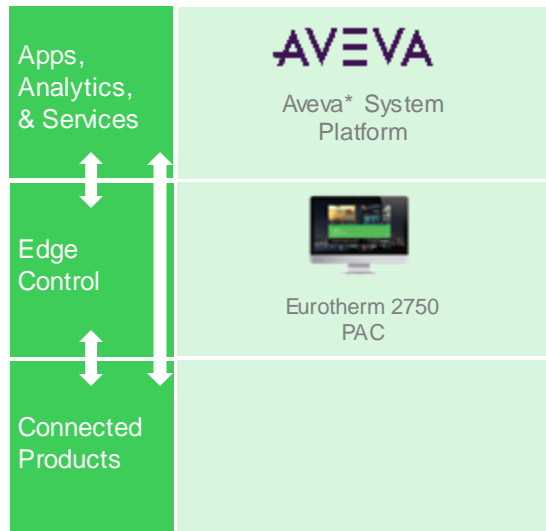 Apps,
Analytics,
& Services
AVEVA
Aveva* System
Platform
Edge
Control
Eurotherm 2750
PAC
Connected
Products